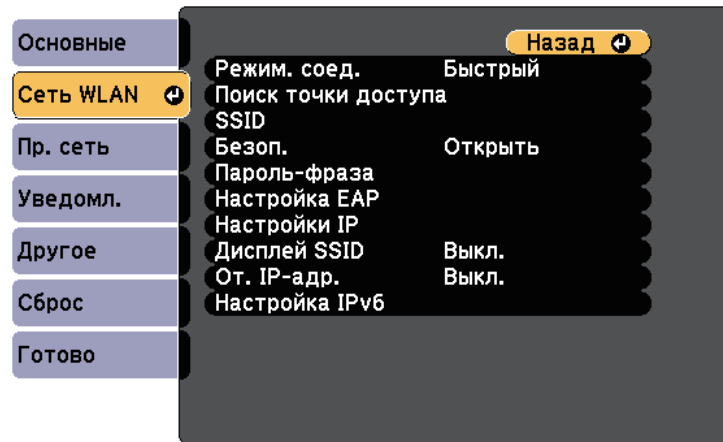 Основные
Сеть WLAN
Пр. сеть
Уведомл.
Другое
Сброс
Готово
Назад
Режим. соед. Быстрый
Поиск точки доступа
SSID
Безоп. Открыть
Пароль-фраза
Настройка EAP
Настройки IP
Дисплей SSID Выкл.
От. IP-адр. Выкл.
Настройка IPv6